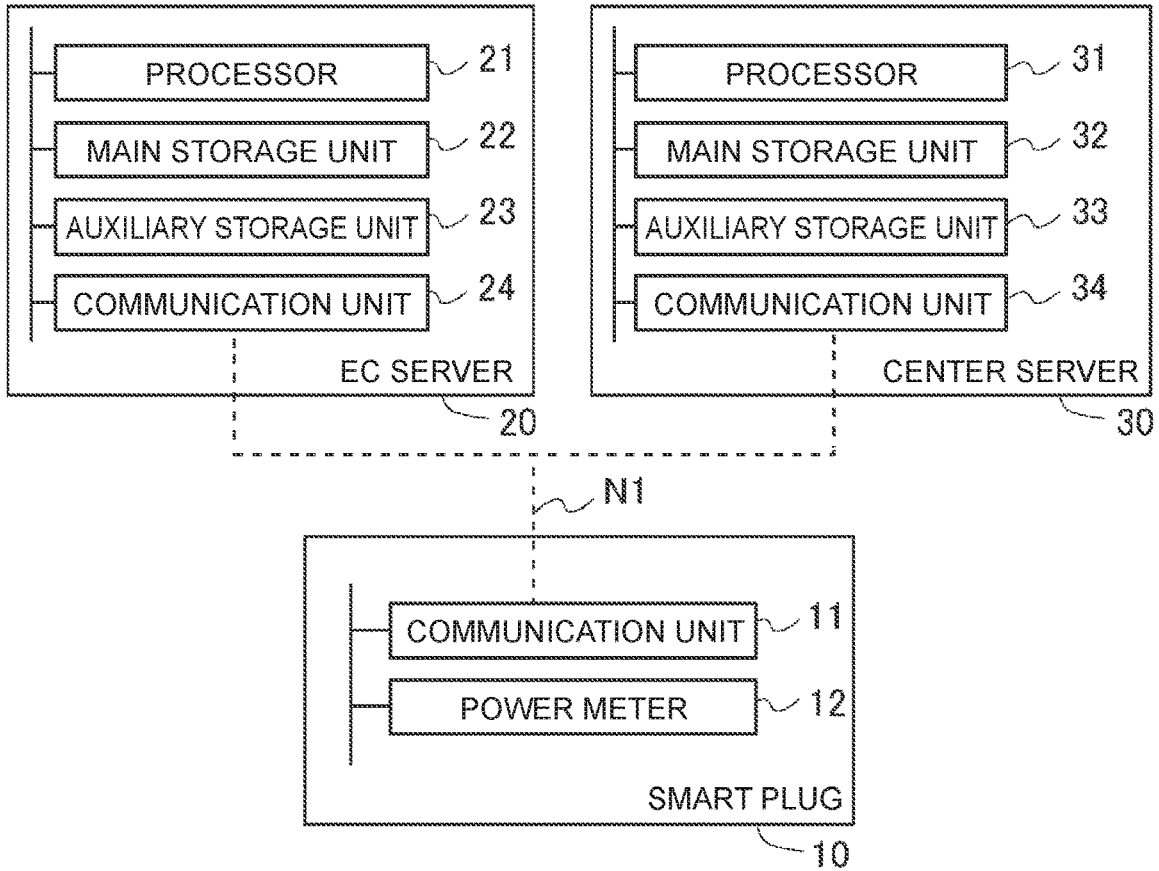 PROCESSOR 21
MAIN STORAGE UNIT 22
AUXILIARY STORAGE UNIT 23
COMMUNICATION UNIT 24
EC SERVER
20
PROCESSOR 31
MAIN STORAGE UNIT 32
AUXILIARY STORAGE UNIT 33
COMMUNICATION UNIT 34
CENTER SERVER
30
N1
COMMUNICATION UNIT 11
POWER METER 12
SMART PLUG
10